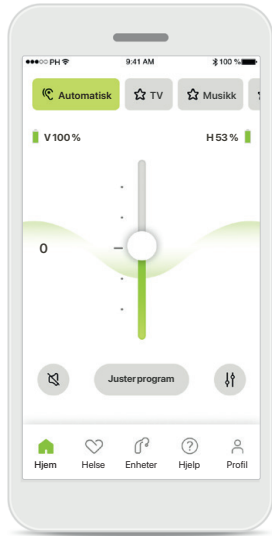 PH 9:41 AM 100 %
Automatisk TV Musikk
V 100 % H 53 %
0
Juster program
Hjem Helse Enheter Hjelp Profil